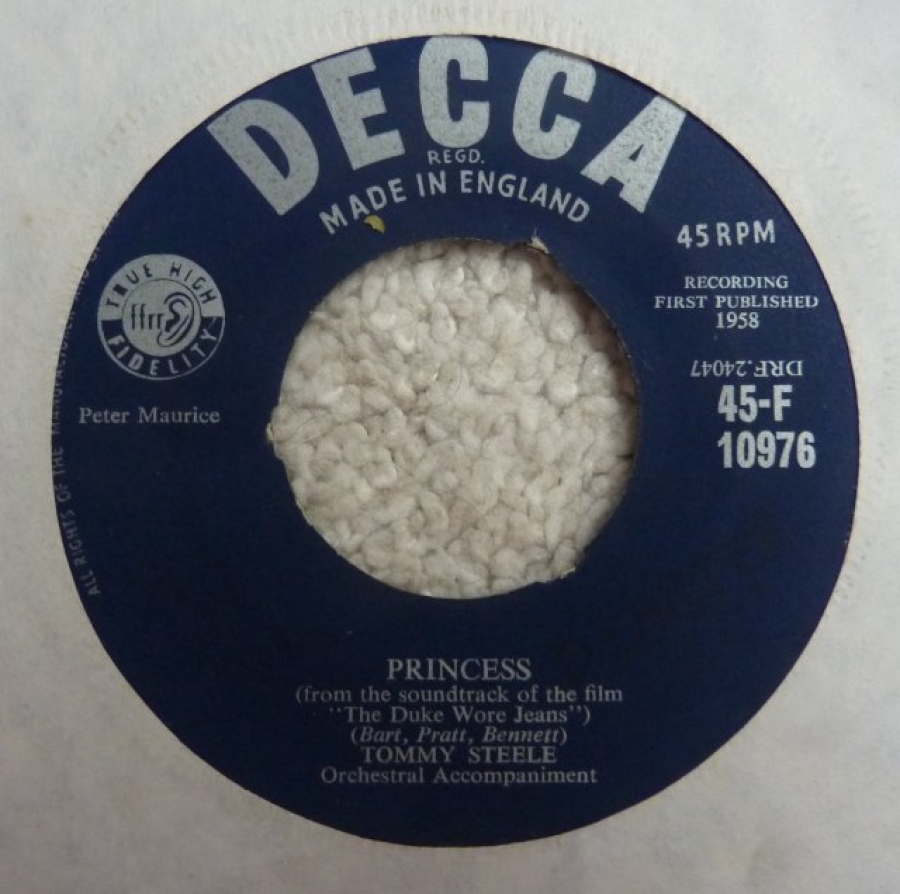 DECCA
REGD.
MADE IN ENGLAND
45 RPM
TRUE HIGH
ffrr
FIDELITY
RECORDING
FIRST PUBLISHED
1958
DRF.24047
45-F
10976
Peter Maurice
ALL RIGHTS OF THE
PRINCESS
(from the soundtrack of the film
"The Duke Wore Jeans")
(Bart, Pratt, Bennett)
TOMMY STEELE
Orchestral Accompaniment